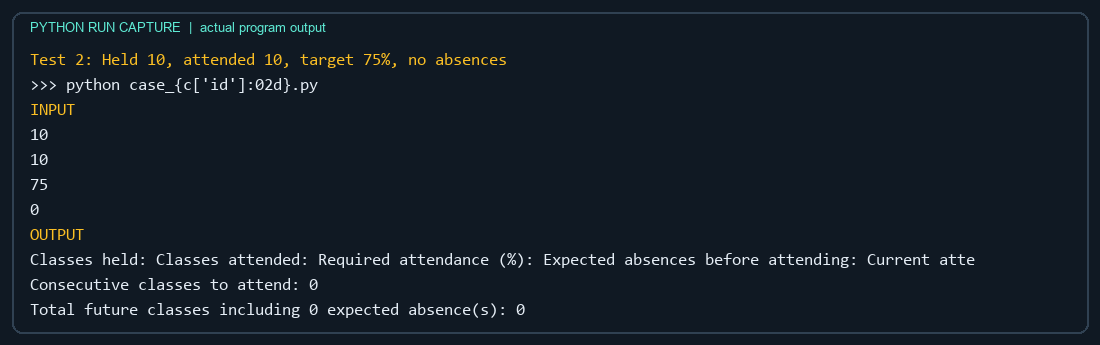 PYTHON RUN CAPTURE | actual program output
Test 2: Held 10, attended 10, target 75%, no absences
>>> python case_{c['id']:02d}.py
INPUT
10
10
75
0
OUTPUT
Classes held: Classes attended: Required attendance (%): Expected absences before attending: Current atte
Consecutive classes to attend: 0
Total future classes including 0 expected absence(s): 0